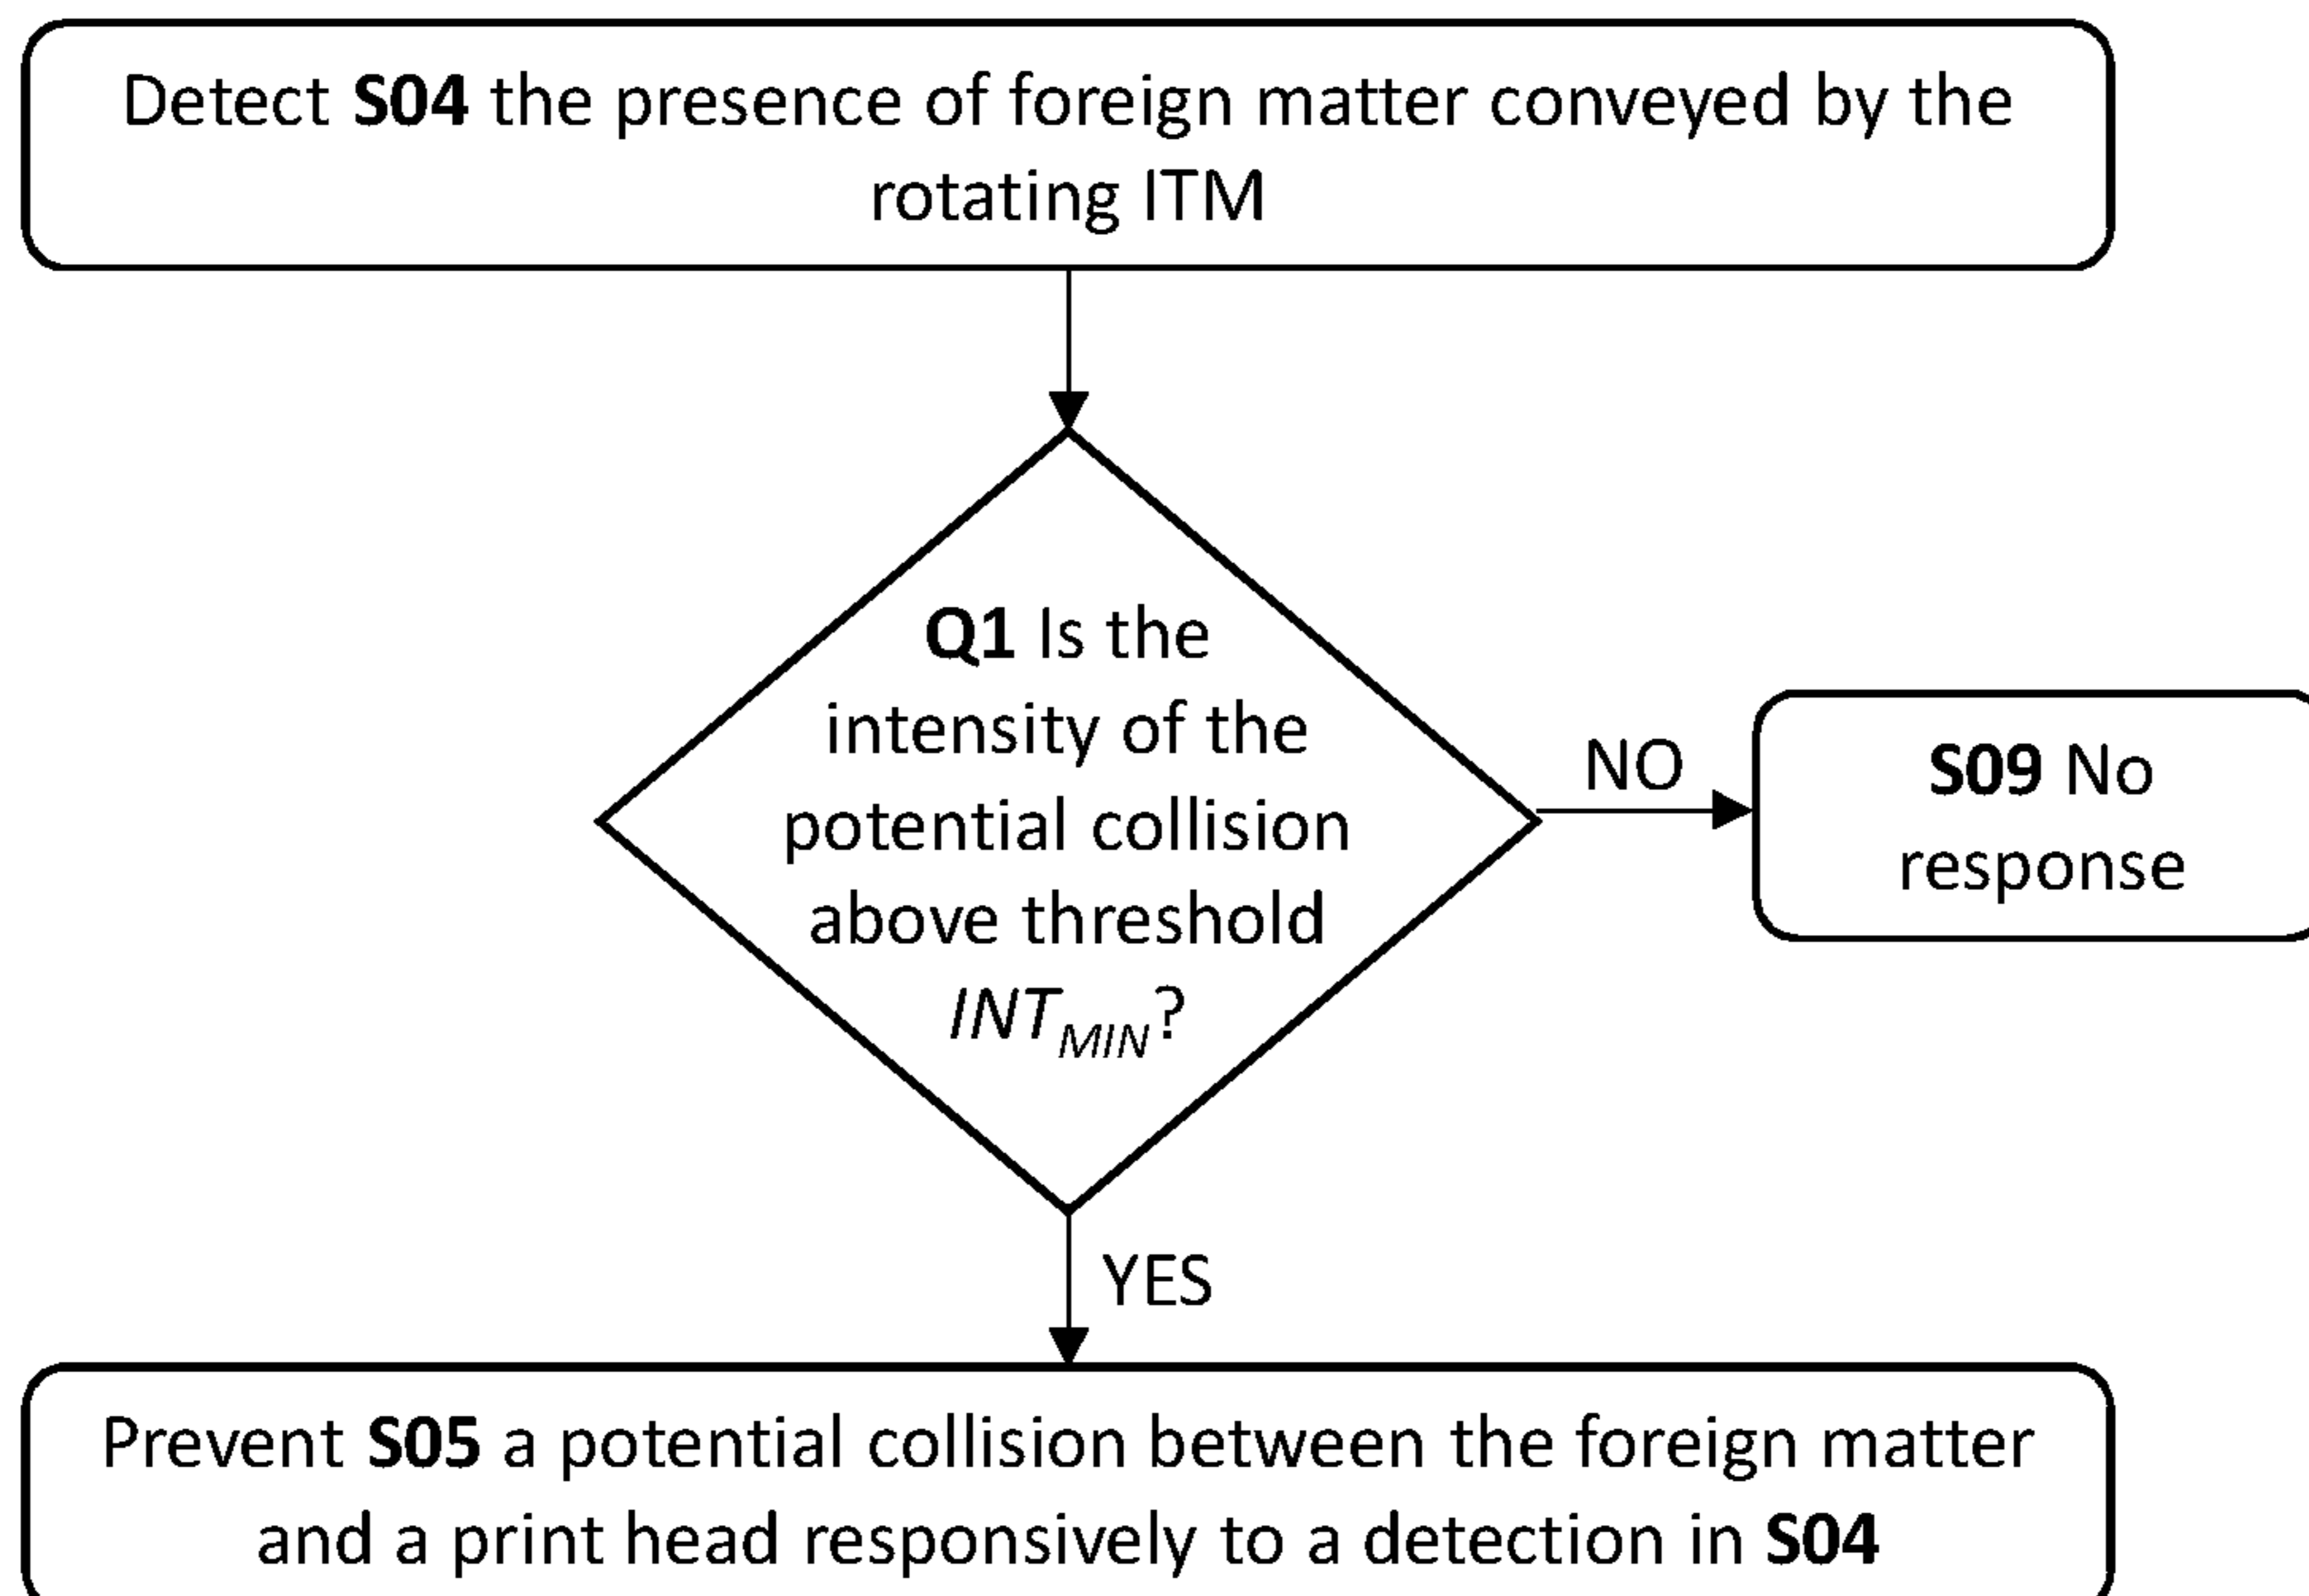 Detect S04 the presence of foreign matter conveyed by the
rotating ITM
Q1 Is the
intensity of the
potential collision
above threshold
INT_MIN?
NO
S09 No
response
YES
Prevent S05 a potential collision between the foreign matter
and a print head responsively to a detection in S04